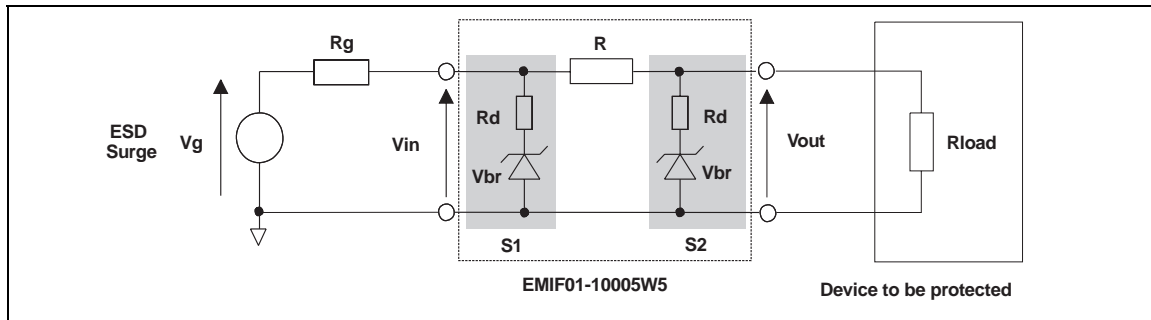 Rg
R
Rd
Rd
ESD
Surge
Vg
Vin
Vout
Rload
Vbr
Vbr
S1
S2
EMIF01-10005W5
Device to be protected